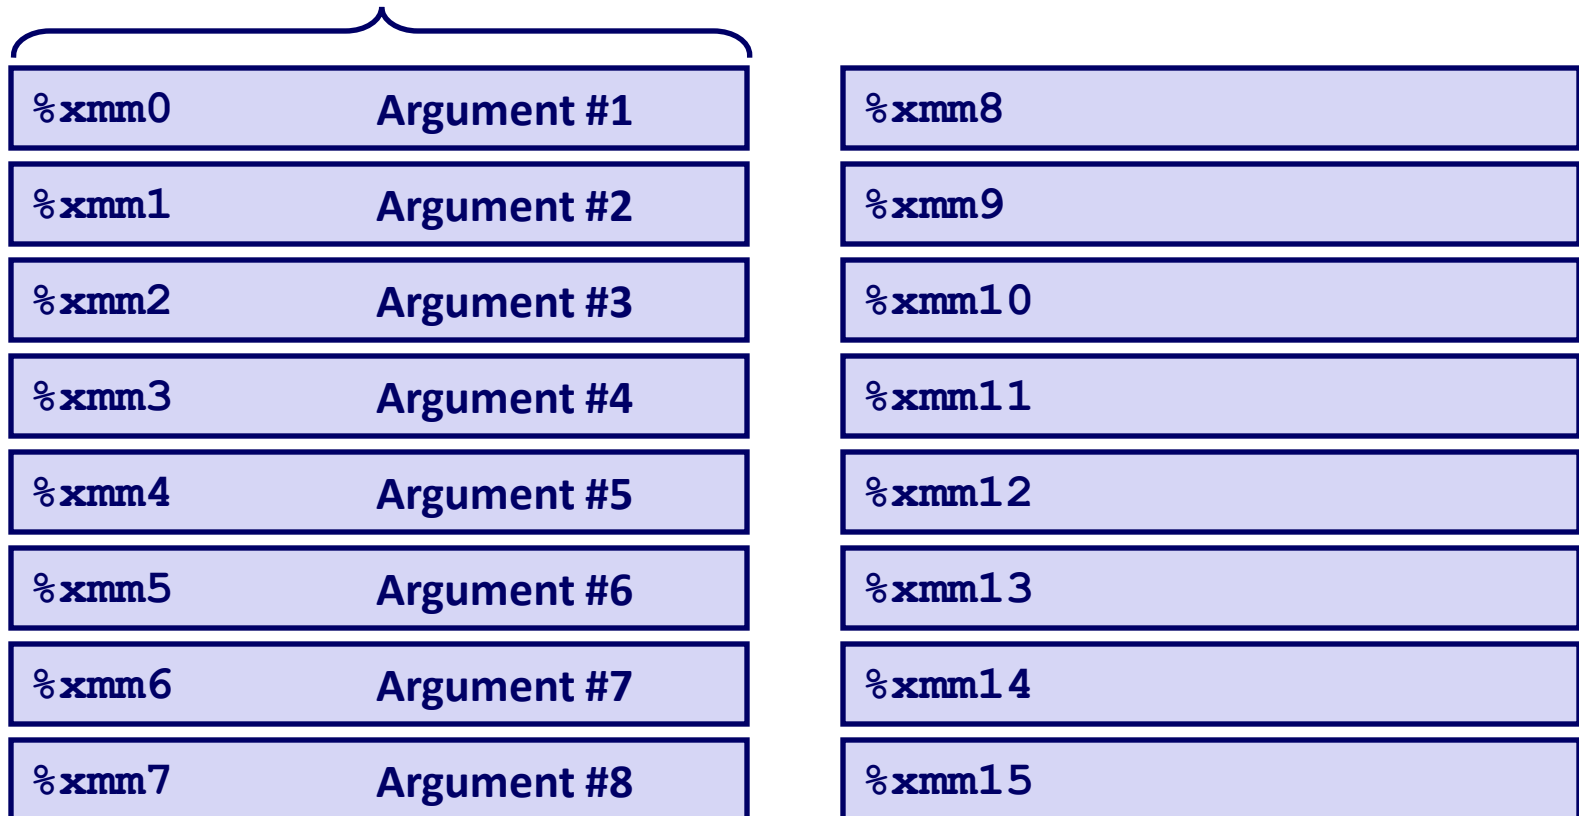 %xmm0 Argument #1
%xmm1 Argument #2
%xmm2 Argument #3
%xmm3 Argument #4
%xmm4 Argument #5
%xmm5 Argument #6
%xmm6 Argument #7
%xmm7 Argument #8
%xmm8
%xmm9
%xmm10
%xmm11
%xmm12
%xmm13
%xmm14
%xmm15